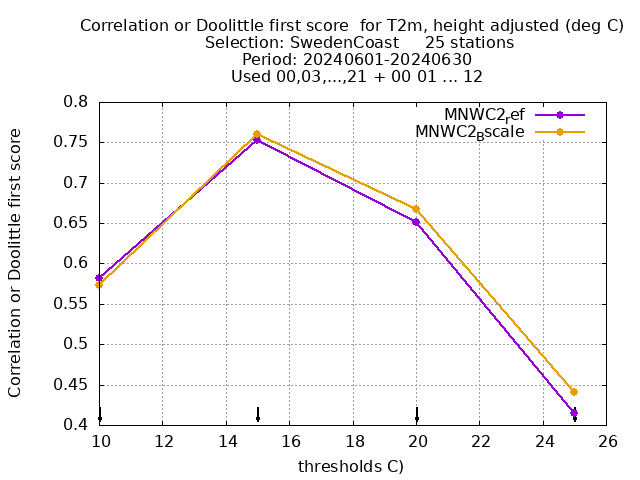 Correlation or Doolittle first score  for T2m, height adjusted (deg C)
Selection: SwedenCoast     25 stations
Period: 20240601-20240630
Used 00,03,...,21 + 00 01 ... 12
Correlation or Doolittle first score
0.8
0.75
0.7
0.65
0.6
0.55
0.5
0.45
0.4
MNWC2ref
MNWC2Bscale
10 12 14 16 18 20 22 24 26
thresholds C)